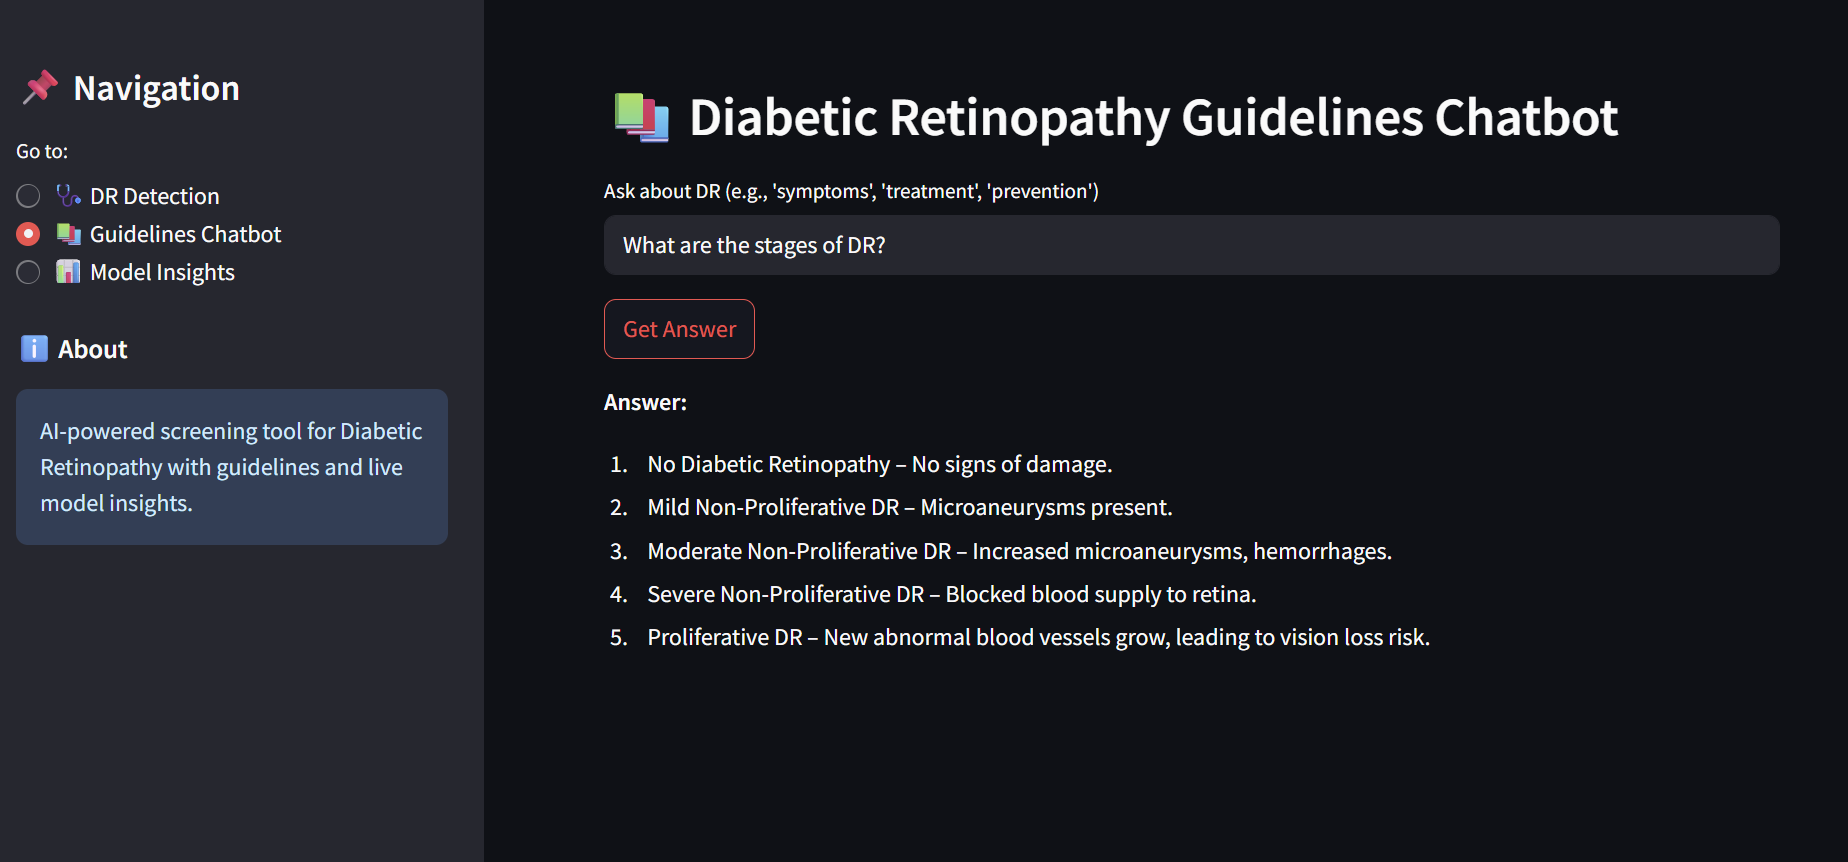 Navigation
Go to:
DR Detection
Guidelines Chatbot
Model Insights
About
AI-powered screening tool for Diabetic
Retinopathy with guidelines and live
model insights.
Diabetic Retinopathy Guidelines Chatbot
Ask about DR (e.g., 'symptoms', 'treatment', 'prevention')
What are the stages of DR?
Get Answer
Answer:
1. No Diabetic Retinopathy – No signs of damage.
2. Mild Non-Proliferative DR – Microaneurysms present.
3. Moderate Non-Proliferative DR – Increased microaneurysms, hemorrhages.
4. Severe Non-Proliferative DR – Blocked blood supply to retina.
5. Proliferative DR – New abnormal blood vessels grow, leading to vision loss risk.